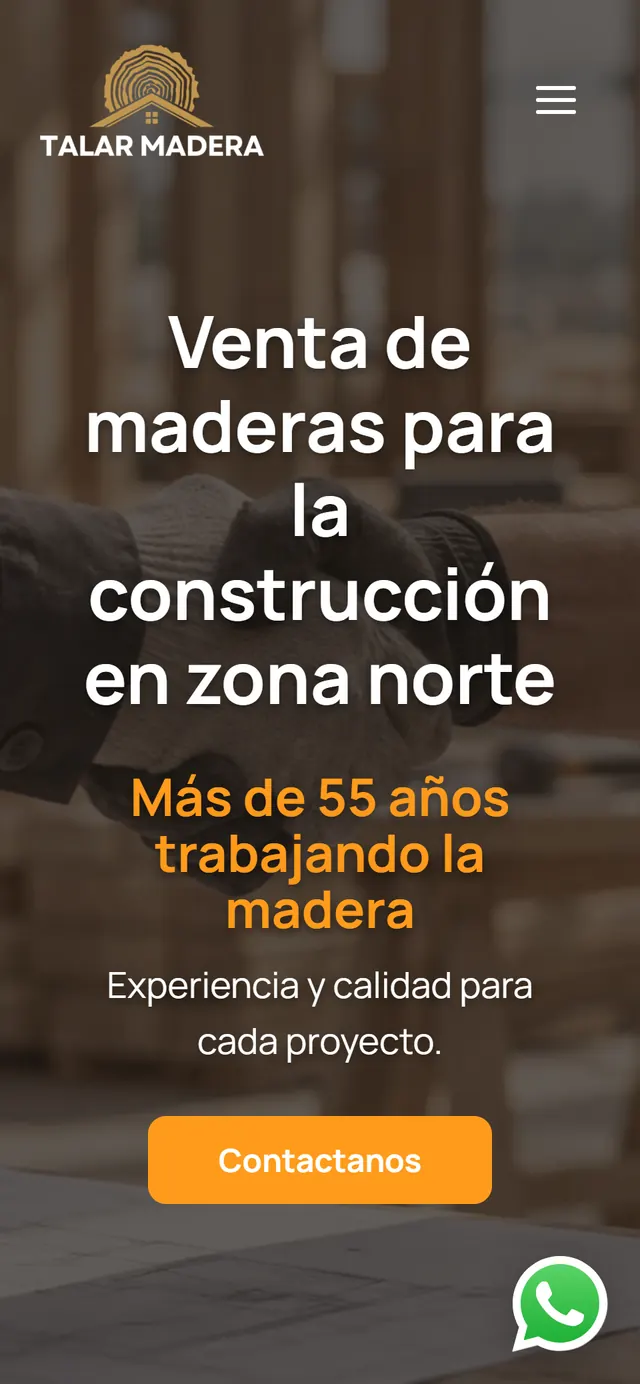 TALAR MADERA
Venta de
maderas para
la
construcción
en zona norte
Más de 55 años
trabajando la
madera
Experiencia y calidad para
cada proyecto.
Contactanos